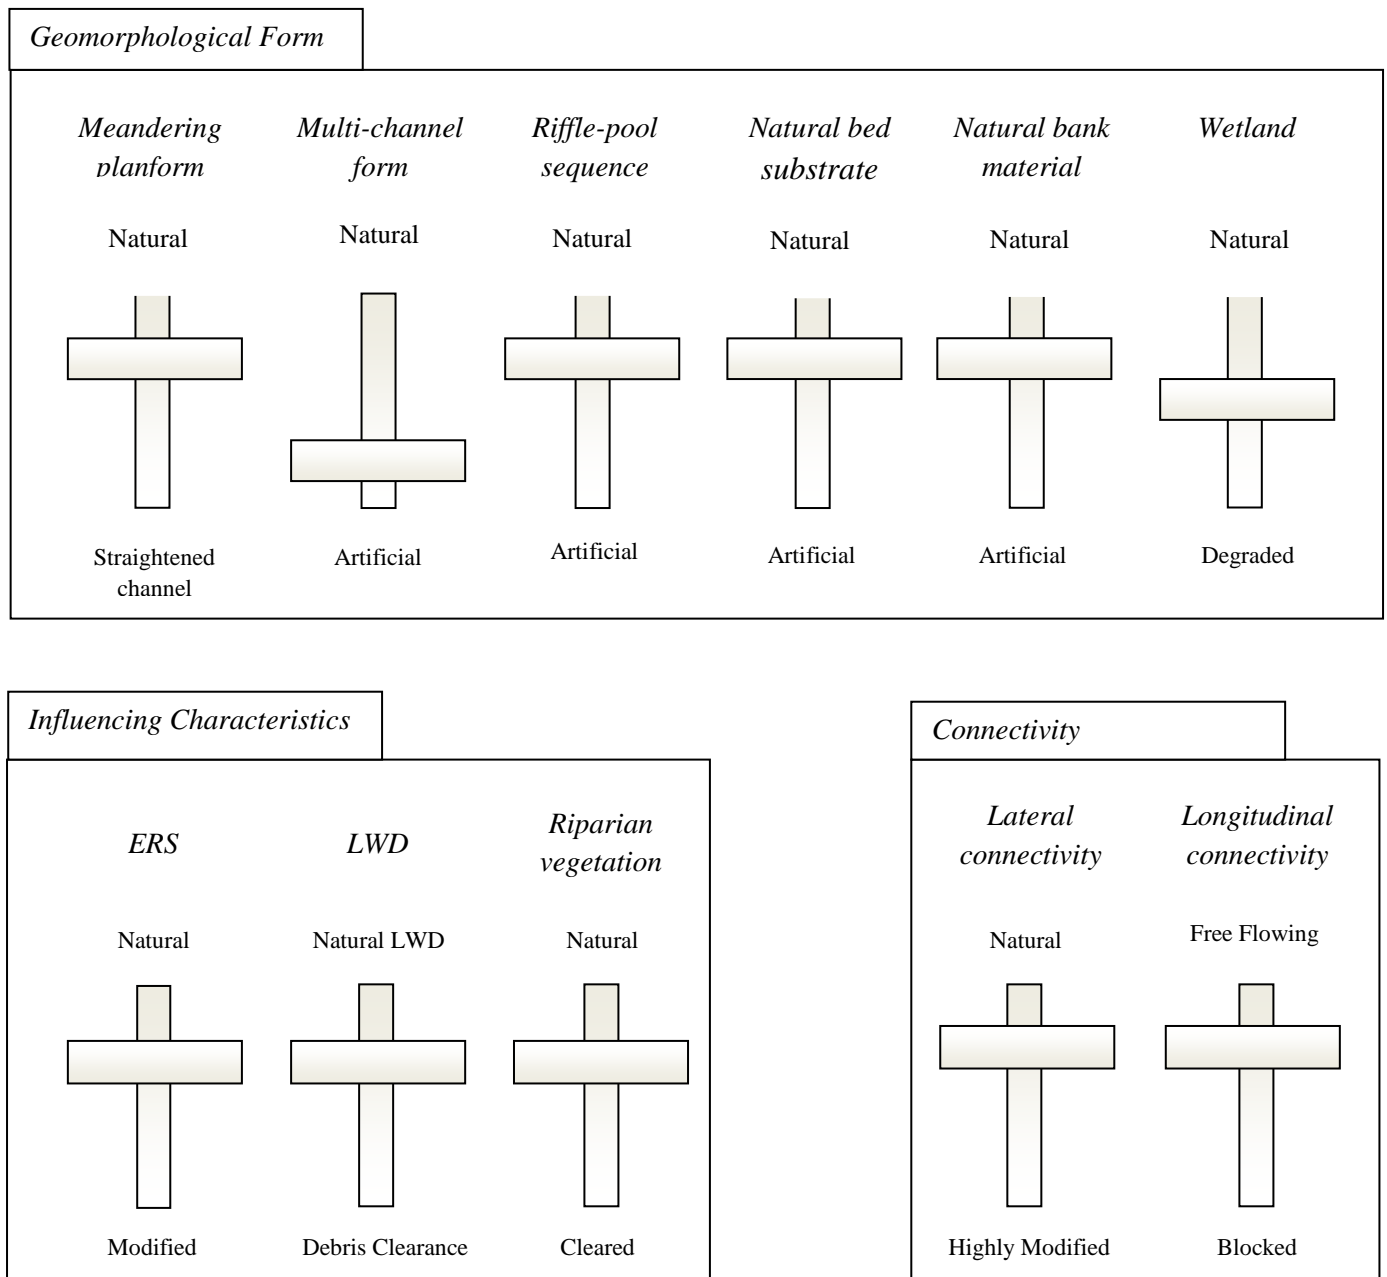 Geomorphological Form
Meandering
planform
Multi-channel
form
Riffle-pool
sequence
Natural bed
substrate
Natural bank
material
Wetland
Natural
Natural
Natural
Natural
Natural
Natural
Straightened
channel
Artificial
Artificial
Artificial
Artificial
Degraded
Influencing Characteristics
ERS
LWD
Riparian
vegetation
Natural
Natural LWD
Natural
Modified
Debris Clearance
Cleared
Connectivity
Lateral
connectivity
Longitudinal
connectivity
Natural
Free Flowing
Highly Modified
Blocked